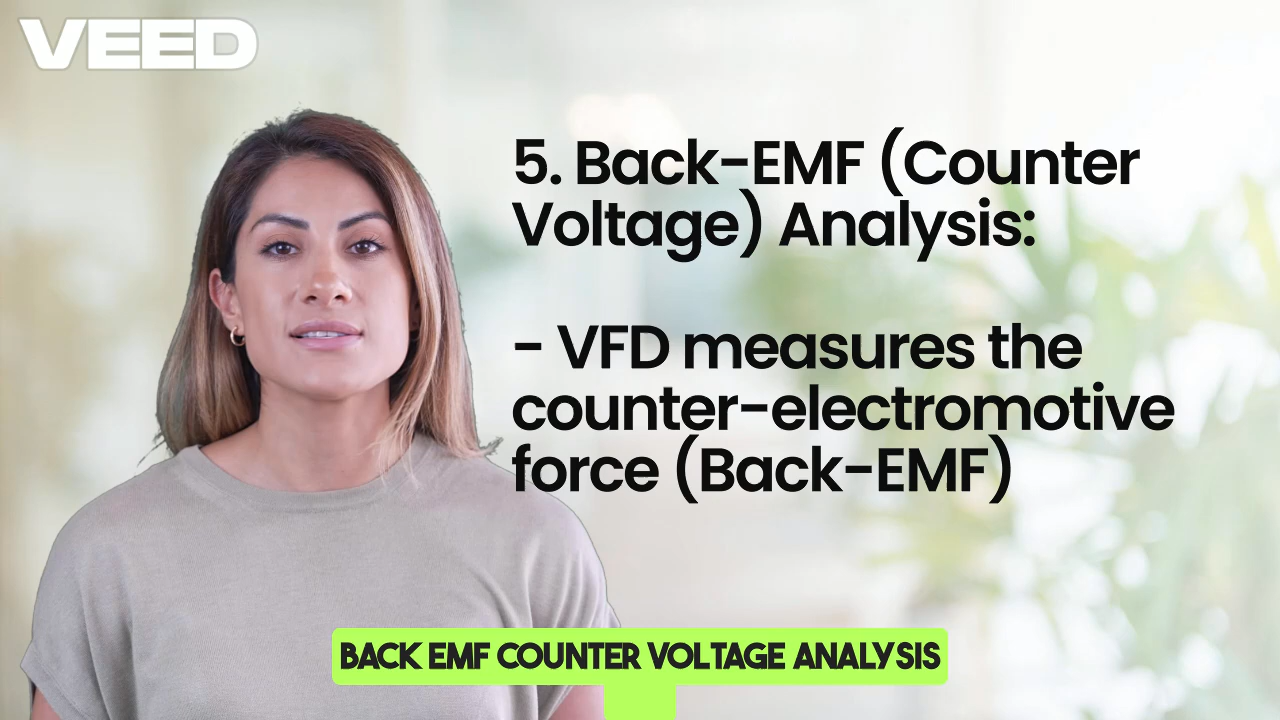 VEED
5. Back-EMF (Counter
Voltage) Analysis:
- VFD measures the
counter-electromotive
force (Back-EMF)
BACK EMF COUNTER VOLTAGE ANALYSIS